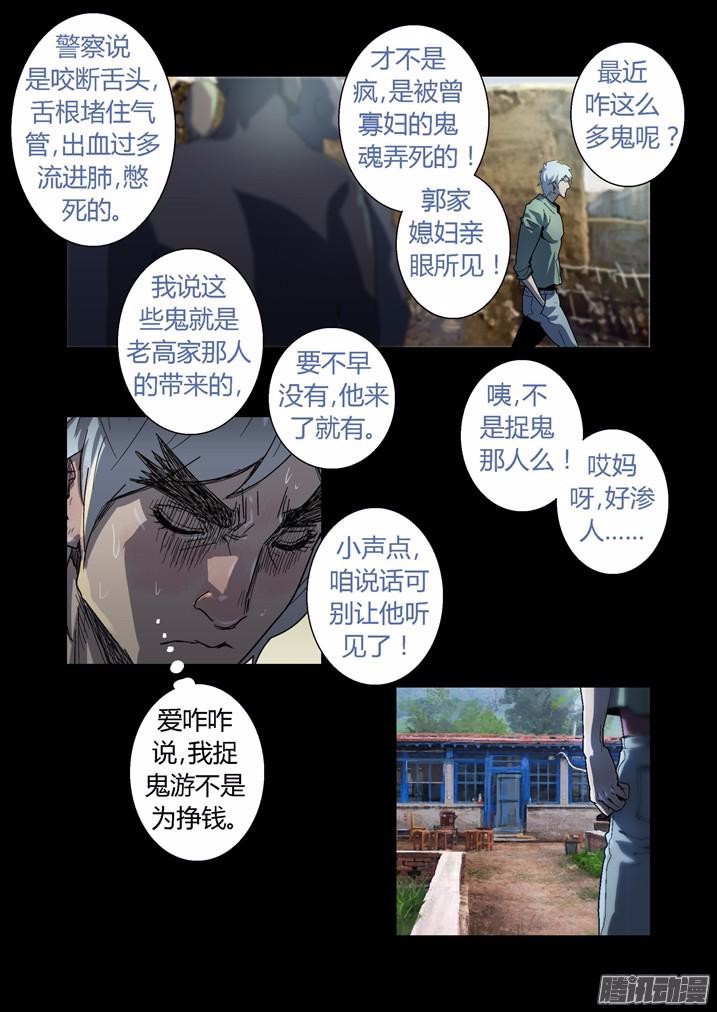 警察说
是咬断舌头，
舌根堵住气
管，出血过多
流进肺，憋
死的。
才不是
疯，是被曾
寡妇的鬼
魂弄死的！
郭家
媳妇亲
眼所见！
最近
咋这么
多鬼呢？
我说这
些鬼就是
老高家那人
的带来的，
要不早
没有，他来
了就有。
咦，不
是捉鬼
那人么！
哎妈
呀，好渗
人……
小声点，
咱说话可
别让他听
见了！
爱咋咋
说，我捉
鬼游不是
为挣钱。
腾讯动漫